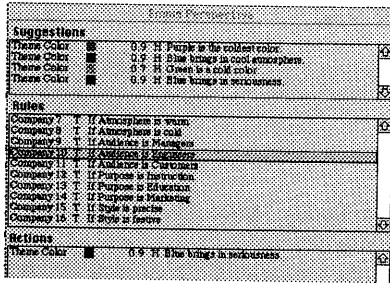 Perspective
Suggestions
Theme Color 0.9 H Purple is the coldest color.
Theme Color 0.9 H Blue brings in cool atmosphere.
Theme Color 0.7 H Green is a cold color
Theme Color 0.9 H Blue brings in seriousness.
Rules
Company 7 T If Atmosphere is warm
Company 8 T If Atmosphere is cold
Company 9 T If Audience is Managers
Company 10 T If Audience is Engineers
Company 11 T If Audience is Customers
Company 12 T If Purpose is Instruction
Company 13 T If Purpose is Education
Company 14 T If Purpose is Marketing
Company 15 T If Style is precise
Company 16 T If Style is festive
Actions
Theme Color 0.9 H Blue brings in seriousness.